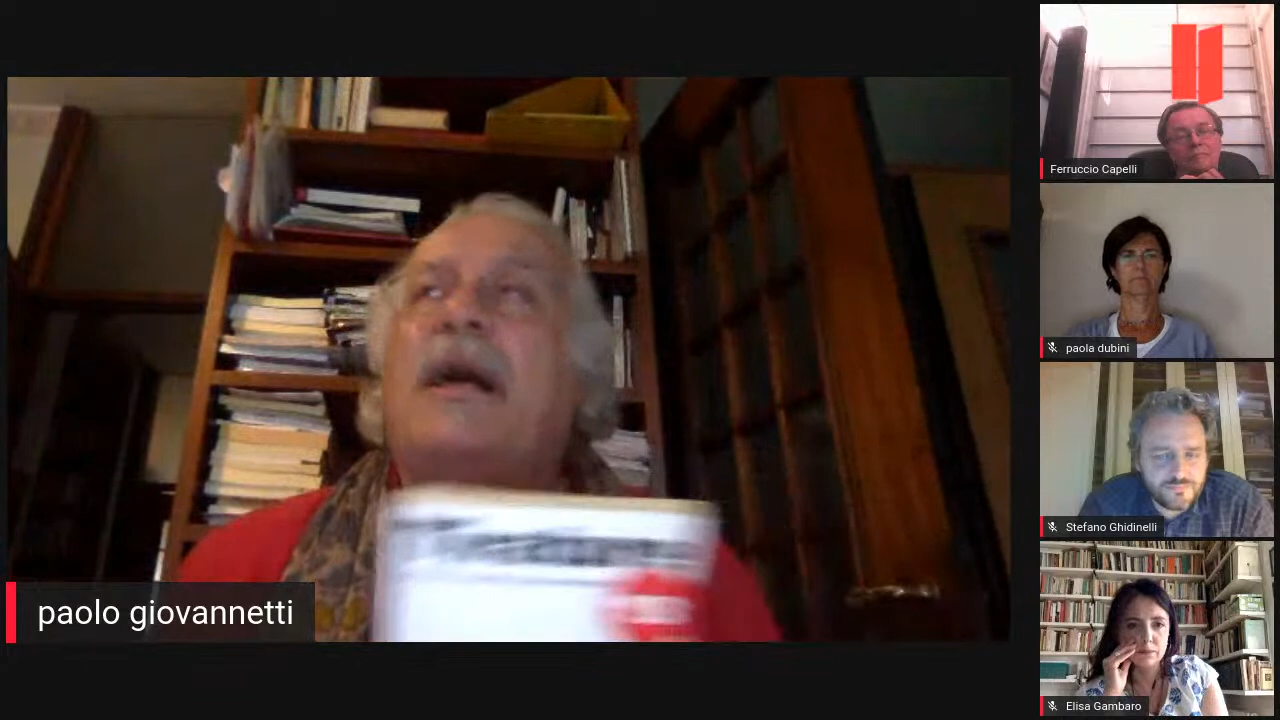 paolo giovannetti
Ferruccio Capelli
paola dubini
Stefano Ghidinelli
Elisa Gambaro